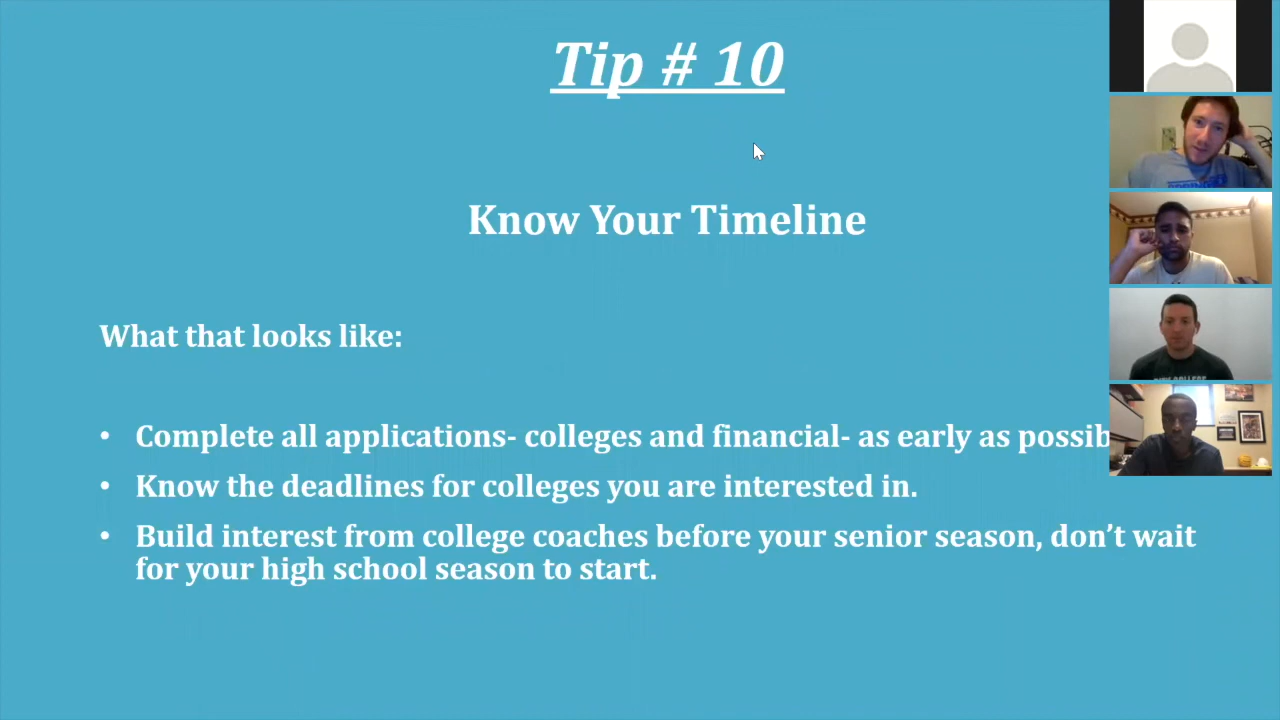 Tip # 10
Know Your Timeline
What that looks like:
• Complete all applications- colleges and financial- as early as possib
• Know the deadlines for colleges you are interested in.
• Build interest from college coaches before your senior season, don’t wait
for your high school season to start.